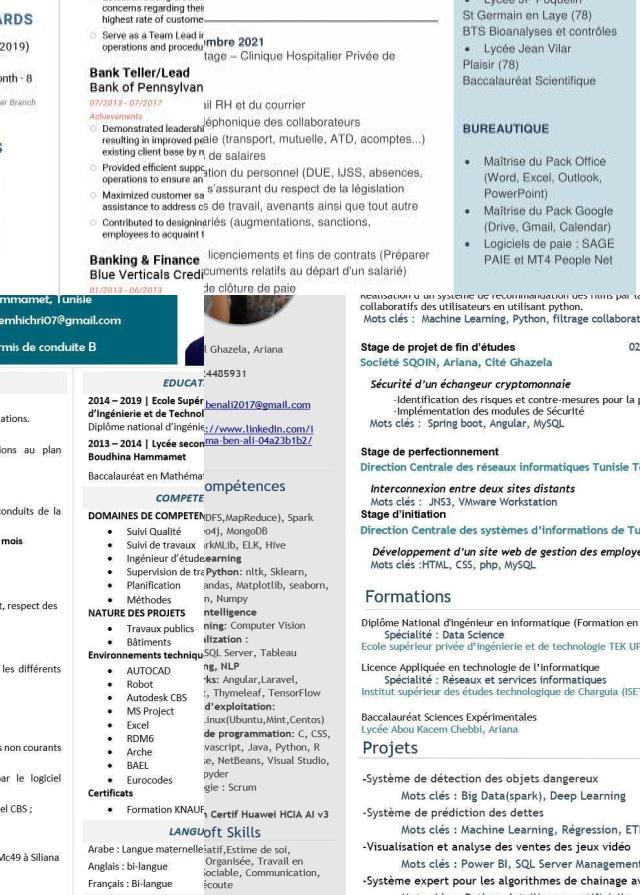 ARDS
2019)
onth - 8
er Branch
S
concerns regarding thei
highest rate of custome
Serve as a Team Lead i
operations and procedu
Bank Teller/Lead
Bank of Pennsylvan
07/2013 - 07/2017
Achievements
Demonstrated leadershi
resulting in improved p
existing client base by n
Provided efficient supp
operations to ensure an
Maximized customer sa
assistance to address c
Contributed to designin
employees to acquaint t
Banking & Finance
Blue Verticals Credi
01/2013 - 06/2013
mbre 2021
tage – Clinique Hospitalier Privée de
il RH et du courrier
éphonique des collaborateurs
aie (transport, mutuelle, ATD, acomptes...)
de salaires
ation du personnel (DUE, IJSS, absences,
s'assurant du respect de la législation
s de travail, avenants ainsi que tout autre
riés (augmentations, sanctions,
licenciements et fins de contrats (Préparer
cuments relatifs au départ d'un salarié)
de clôture de paie
Lycée JP Poquelin
St Germain en Laye (78)
BTS Bioanalyses et contrôles
• Lycée Jean Vilar
Plaisir (78)
Baccalauréat Scientifique
BUREAUTIQUE
• Maîtrise du Pack Office
(Word, Excel, Outlook,
PowerPoint)
• Maîtrise du Pack Google
(Drive, Gmail, Calendar)
• Logiciels de paie : SAGE
PAIE et MT4 People Net
mmamet, Tunisie
emhichri07@gmail.com
rmis de conduite B
ations.
ons au plan
conduits de la
mois
t, respect des
les différents
s non courants
par le logiciel
el CBS ;
Mc49 à Siliana
EDUCAT
2014 – 2019 | Ecole Supér
d'Ingénierie et de Technol
Diplôme national d'ingénie
2013 – 2014 | Lycée secon
Boudhina Hammamet
Baccalauréat en Mathémat
COMPETE
DOMAINES DE COMPETEN
• Suivi Qualité
• Suivi de travaux
• Ingénieur d'étude
• Supervision de tra
• Planification
• Méthodes
NATURE DES PROJETS
• Travaux publics
• Bâtiments
Environnements techniqu
• AUTOCAD
• Robot
• Autodesk CBS
• MS Project
• Excel
• RDM6
• Arche
• BAEL
• Eurocodes
Certificats
• Formation KNAUF
LANGU
Arabe : Langue maternelle
Anglais : bi-langue
Français : Bi-langue
l Ghazela, Ariana
4485931
benali2017@gmail.com
://www.linkedin.com/i
ma-ben-ali-04a23b1b2/
ompétences
DFS,MapReduce), Spark
o4j, MongoDB
rkMLib, ELK, Hive
earning
Python: nltk, Sklearn,
andas, Matplotlib, seaborn,
n, Numpy
ntelligence
ning: Computer Vision
alization :
SQL Server, Tableau
ng, NLP
rks: Angular,Laravel,
, Thymeleaf, TensorFlow
d'exploitation:
inux(Ubuntu,Mint,Centos)
de programmation: C, CSS,
vascript, Java, Python, R
se, NetBeans, Visual Studio,
pyder
gie : Scrum
Certif Huawei HCIA AI v3
oft Skills
éatif,Estime de soi,
Organisée, Travail en
Sociable, Communication,
écoute
Réalisation d'un système de recommandation des films par la
collaboratifs des utilisateurs en utilisant python.
Mots clés : Machine Learning, Python, filtrage collaborat
Stage de projet de fin d'études 02
Société SQOIN, Ariana, Cité Ghazela
Sécurité d'un échangeur cryptomonnaie
-Identification des risques et contre-mesures pour la p
-Implémentation des modules de Sécurité
Mots clés : Spring boot, Angular, MySQL
Stage de perfectionnement
Direction Centrale des réseaux informatiques Tunisie Te
Interconnexion entre deux sites distants
Mots clés : JNS3, VMware Workstation
Stage d'initiation
Direction Centrale des systèmes d'informations de Tu
Développement d'un site web de gestion des employe
Mots clés :HTML, CSS, php, MySQL
Formations
Diplôme National d'ingénieur en informatique (Formation en
Spécialité : Data Science
Ecole supérieur privée d'ingénierie et de technologie TEK UP
Licence Appliquée en technologie de l'informatique
Spécialité : Réseaux et services informatiques
Institut supérieur des études technologique de Charguia (ISET
Baccalauréat Sciences Expérimentales
Lycée Abou Kacem Chebbi, Ariana
Projets
-Système de détection des objets dangereux
Mots clés : Big Data(spark), Deep Learning
-Système de prédiction des dettes
Mots clés : Machine Learning, Régression, ETL
-Visualisation et analyse des ventes des jeux vidéo
Mots clés : Power BI, SQL Server Management
-Système expert pour les algorithmes de chainage av